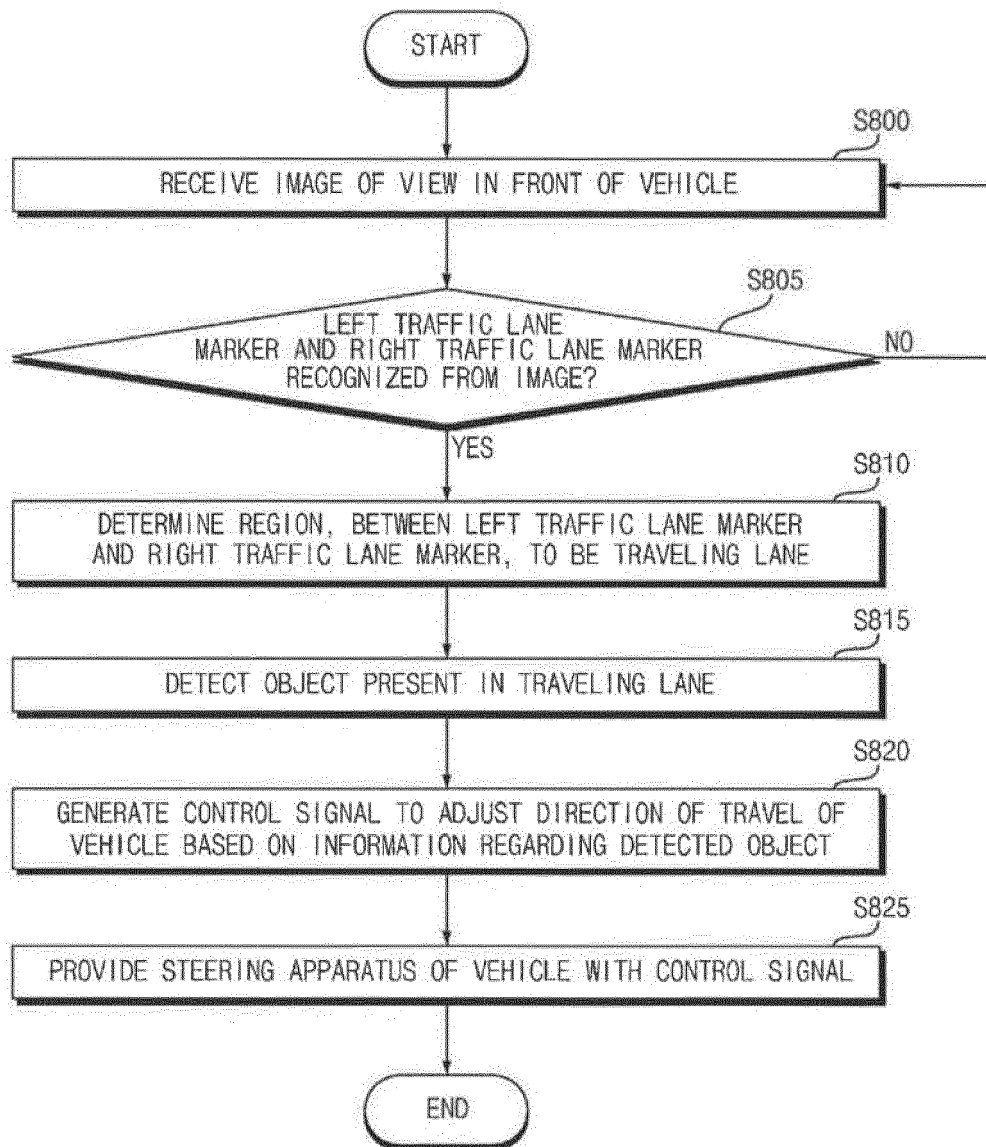 START
S800
RECEIVE IMAGE OF VIEW IN FRONT OF VEHICLE
S805
LEFT TRAFFIC LANE
MARKER AND RIGHT TRAFFIC LANE MARKER
RECOGNIZED FROM IMAGE?
NO
YES
S810
DETERMINE REGION, BETWEEN LEFT TRAFFIC LANE MARKER
AND RIGHT TRAFFIC LANE MARKER, TO BE TRAVELING LANE
S815
DETECT OBJECT PRESENT IN TRAVELING LANE
S820
GENERATE CONTROL SIGNAL TO ADJUST DIRECTION OF TRAVEL OF
VEHICLE BASED ON INFORMATION REGARDING DETECTED OBJECT
S825
PROVIDE STEERING APPARATUS OF VEHICLE WITH CONTROL SIGNAL
END